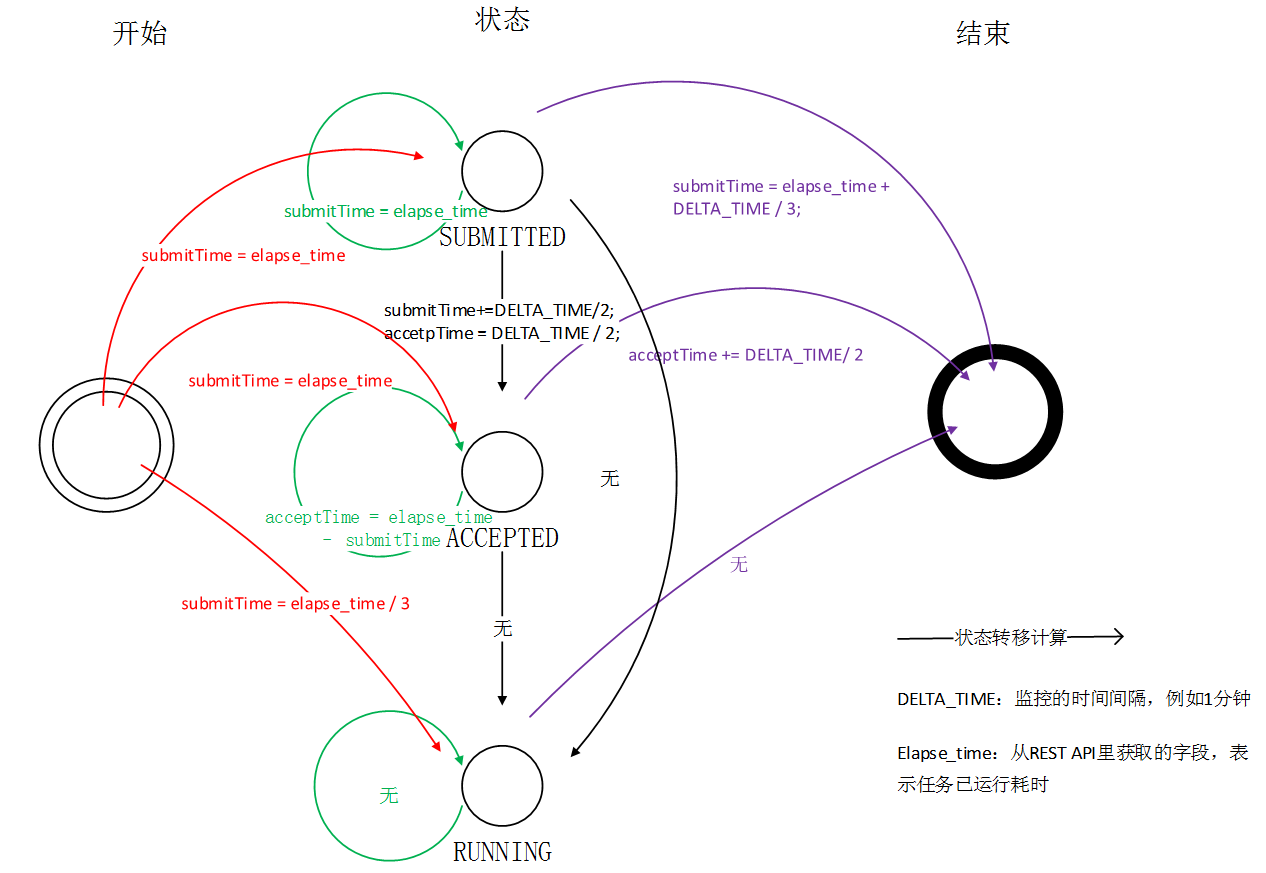 开始
状态
结束
submitTime = elapse_time +
DELTA_TIME / 3;
submitTime = elapse_time
SUBMITTED
submitTime = elapse_time
submitTime+=DELTA_TIME/2;
accetpTime = DELTA_TIME / 2;
acceptTime += DELTA_TIME/ 2
submitTime = elapse_time
无
acceptTime = elapse_time
- submitTime
ACCEPTED
无
submitTime = elapse_time / 3
无
状态转移计算
DELTA_TIME：监控的时间间隔，例如1分钟
Elapse_time：从REST API里获取的字段，表
示任务已运行耗时
无
RUNNING